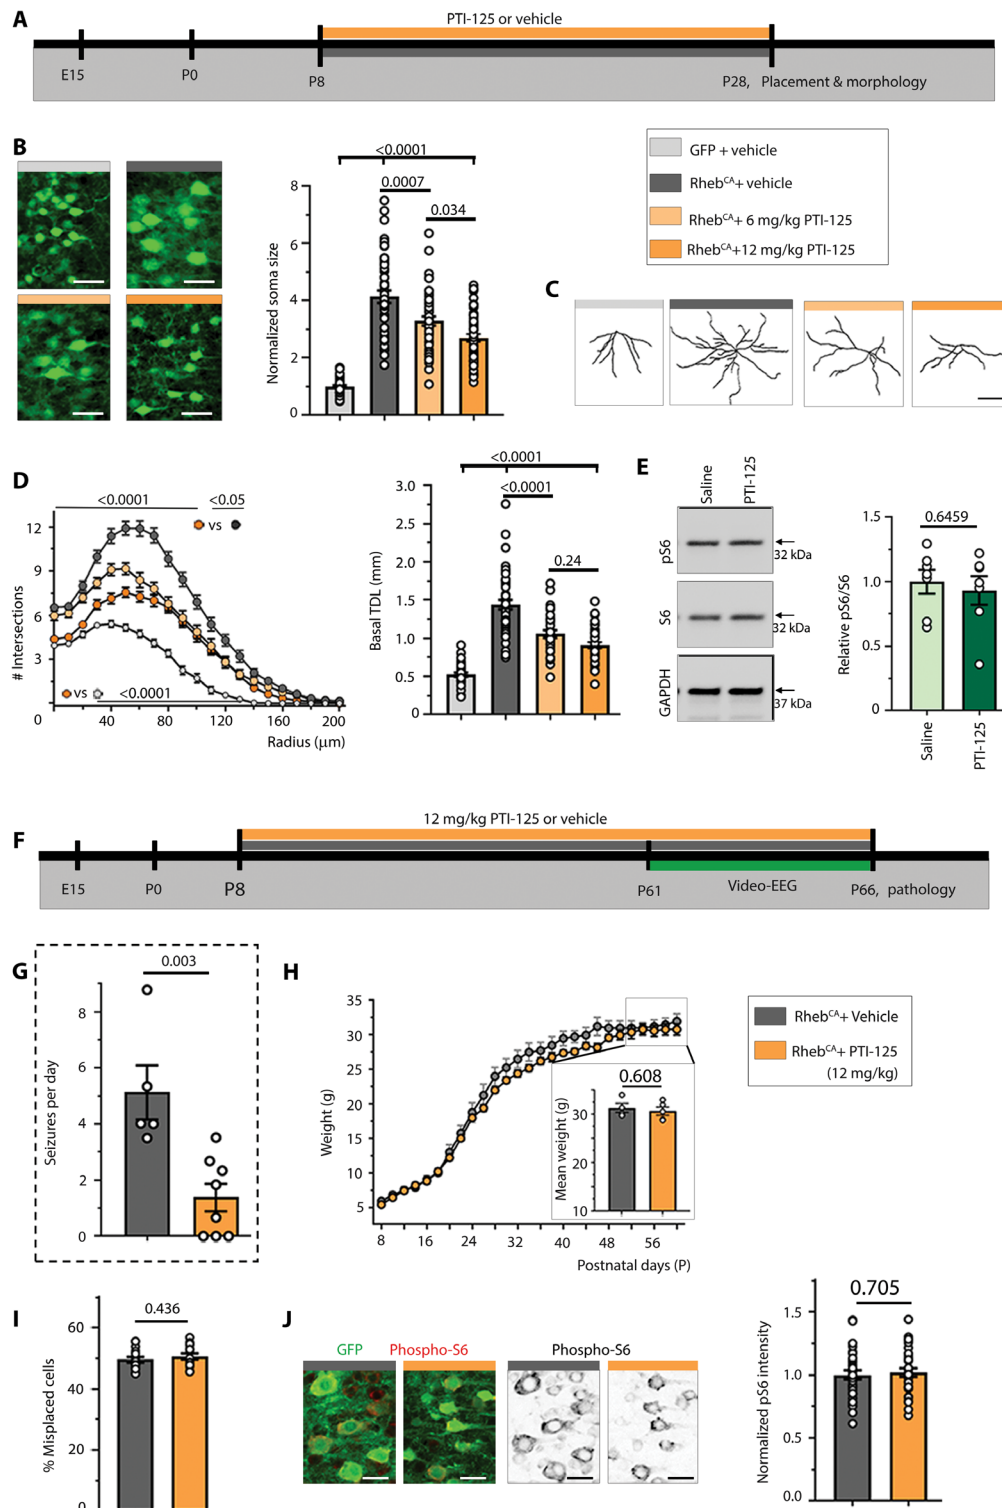 A
PTI-125 or vehicle
E15
P0
P8
P28, Placement & morphology
B
Normalized soma size
8
6
4
2
0
<0.0001
0.0007
0.034
GFP + vehicle
Rheb^CA + vehicle
Rheb^CA + 6 mg/kg PTI-125
Rheb^CA +12 mg/kg PTI-125
C
D
<0.0001
<0.05
vs
12
9
6
3
0
# Intersections
vs
<0.0001
40
80
120
160
200
Radius (µm)
<0.0001
<0.0001
0.24
3.0
2.5
2.0
1.5
1.0
0.5
0
Basal TDL (mm)
E
Saline
PTI-125
pS6
32 kDa
S6
32 kDa
GAPDH
37 kDa
0.6459
1.5
1.0
0.5
0
Relative pS6/S6
Saline
PTI-125
F
12 mg/kg PTI-125 or vehicle
E15
P0
P8
P61
Video-EEG
P66, pathology
G
0.003
8
6
4
2
0
Seizures per day
H
35
30
25
20
15
10
5
Weight (g)
8
16
24
32
40
48
56
Postnatal days (P)
0.608
30
20
10
Mean weight (g)
Rheb^CA + Vehicle
Rheb^CA + PTI-125
(12 mg/kg)
I
0.436
60
40
20
0
% Misplaced cells
J
GFP
Phospho-S6
Phospho-S6
0.705
1.5
1.0
0.5
0.0
Normalized pS6 intensity